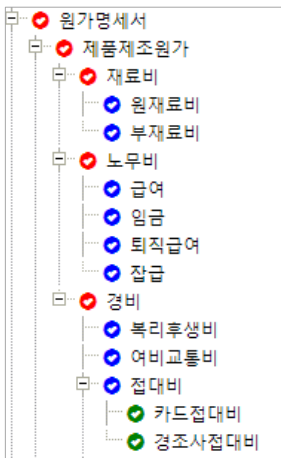 원가명세서
제품제조원가
재료비
원재료비
부재료비
노무비
급여
임금
퇴직급여
잡급
경비
복리후생비
여비교통비
접대비
카드접대비
경조사접대비